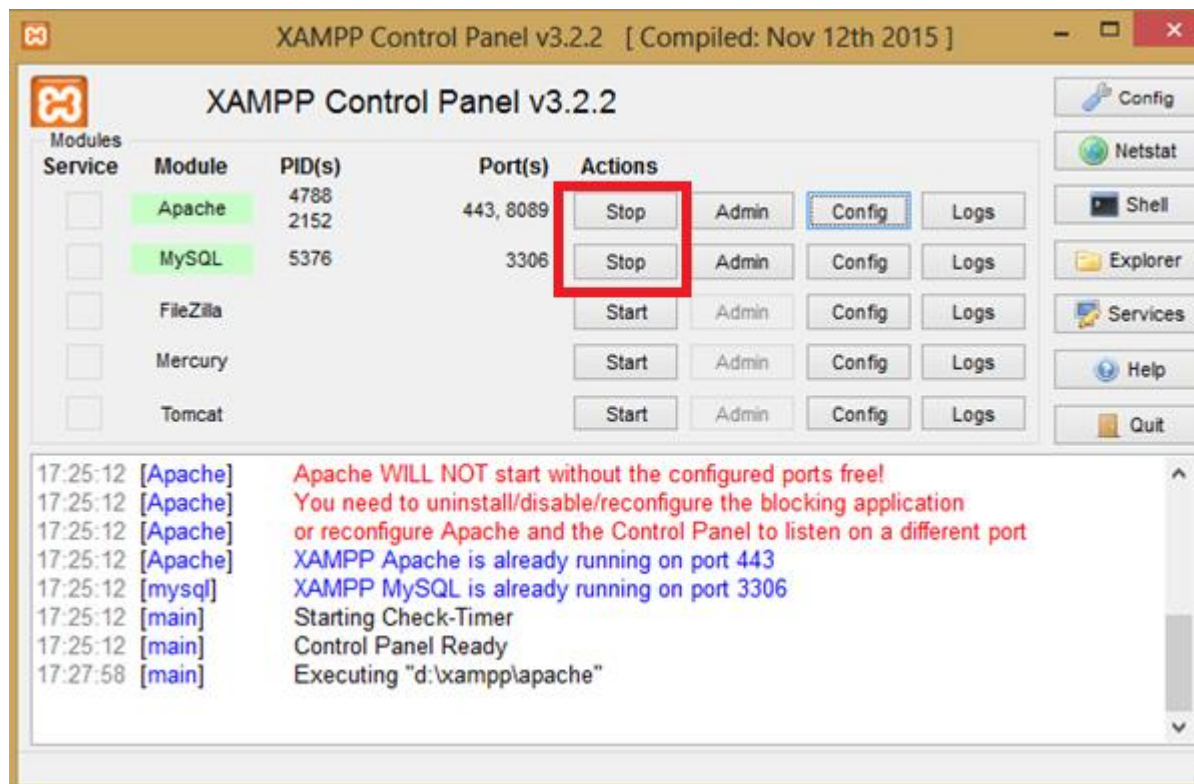 XAMPP Control Panel v3.2.2 [ Compiled: Nov 12th 2015 ]
XAMPP Control Panel v3.2.2
Config
Modules
Netstat
Service Module PID(s) Port(s) Actions
Apache 4788 2152 443, 8089 Stop Admin Config Logs
Shell
MySQL 5376 3306 Stop Admin Config Logs
Explorer
FileZilla Start Admin Config Logs
Services
Mercury Start Admin Config Logs
Help
Tomcat Start Admin Config Logs
Quit
17:25:12 [Apache] Apache WILL NOT start without the configured ports free!
17:25:12 [Apache] You need to uninstall/disable/reconfigure the blocking application
17:25:12 [Apache] or reconfigure Apache and the Control Panel to listen on a different port
17:25:12 [Apache] XAMPP Apache is already running on port 443
17:25:12 [mysql] XAMPP MySQL is already running on port 3306
17:25:12 [main] Starting Check-Timer
17:25:12 [main] Control Panel Ready
17:27:58 [main] Executing "d:\xampp\apache"